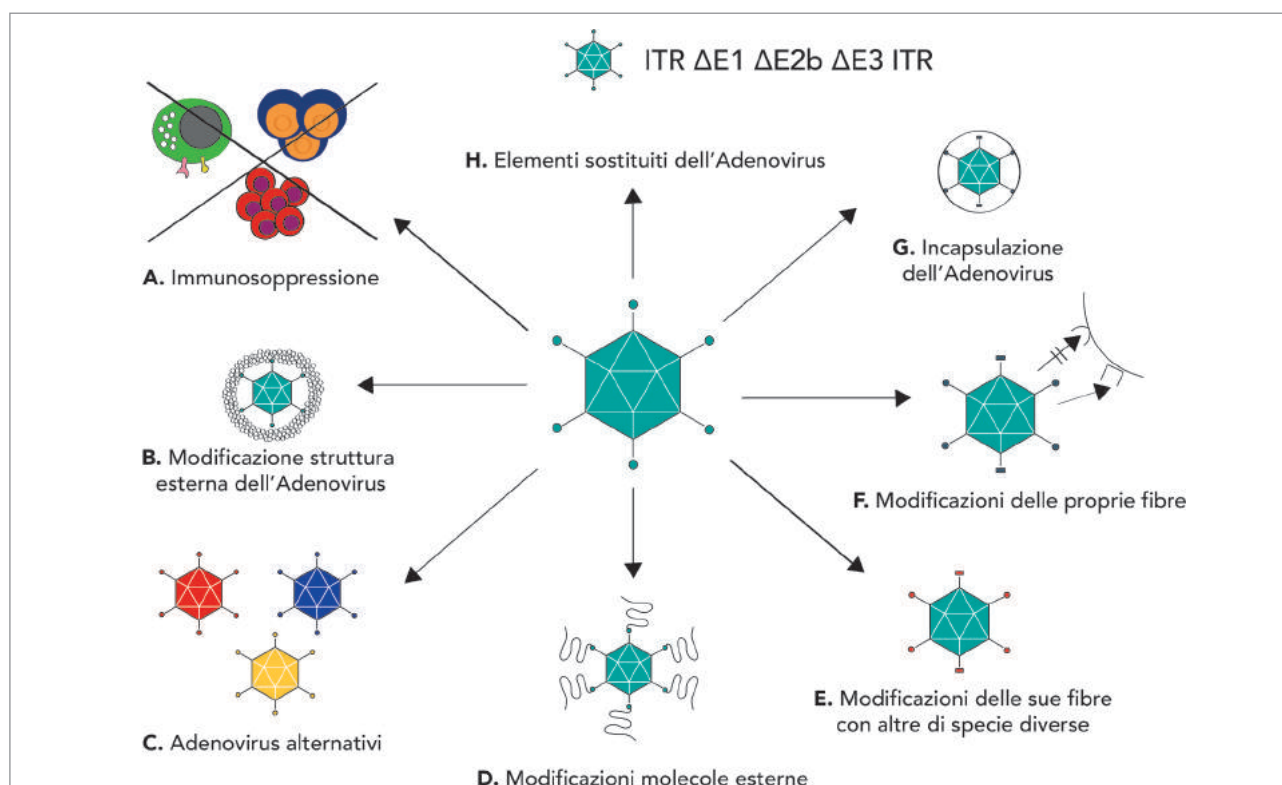 ITR ΔE1 ΔE2b ΔE3 ITR
H. Elementi sostituiti dell'Adenovirus
A. Immunosoppressione
G. Incapsulazione
dell'Adenovirus
B. Modificazione struttura
esterna dell'Adenovirus
F. Modificazioni delle proprie fibre
C. Adenovirus alternativi
E. Modificazioni delle sue fibre
con altre di specie diverse
D. Modificazioni molecole esterne